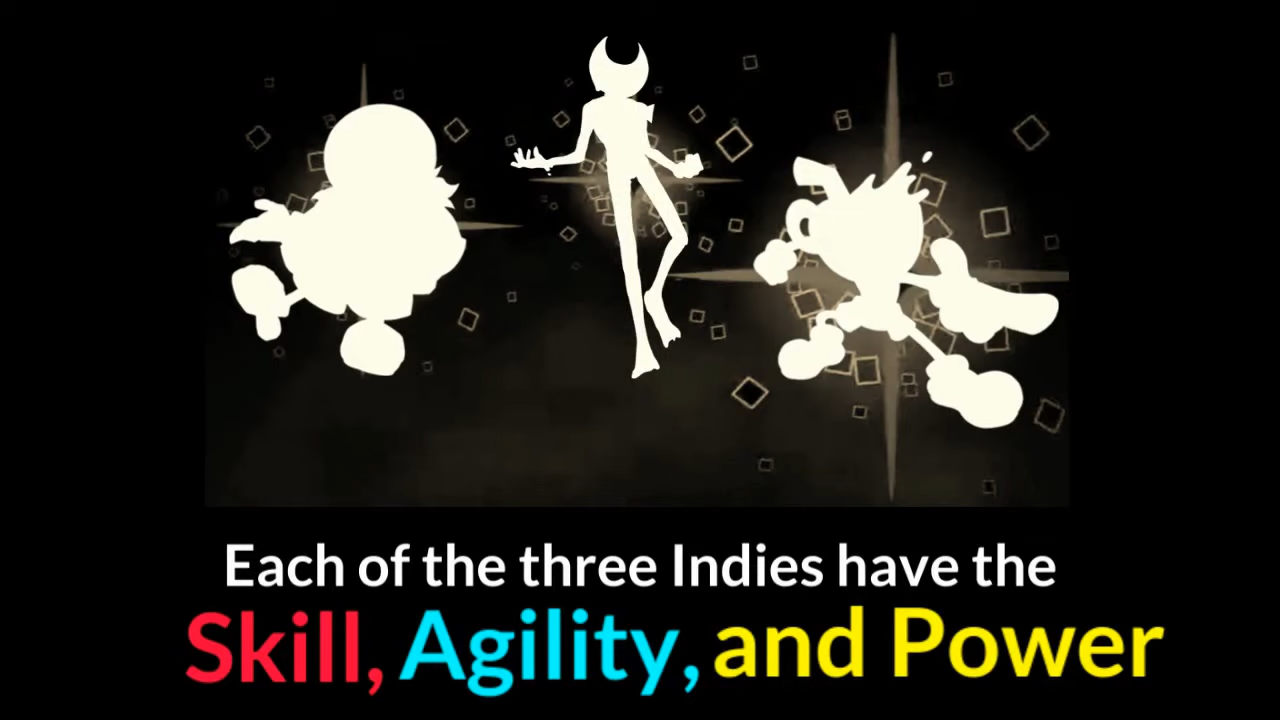 Each of the three Indies have the
Skill, Agility, and Power